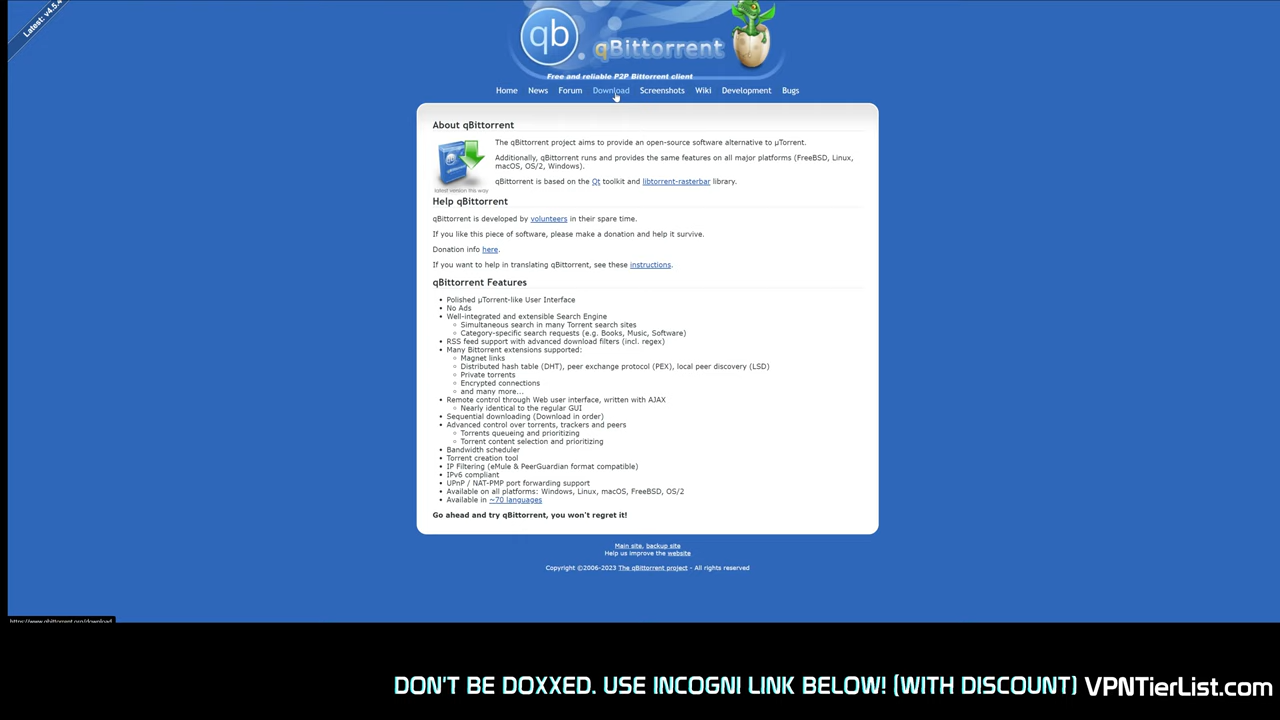 Latest: v4.5.4
qb qBittorrent
Free and reliable P2P Bittorrent client
Home News Forum Download Screenshots Wiki Development Bugs
About qBittorrent
The qBittorrent project aims to provide an open-source software alternative to µTorrent.
Additionally, qBittorrent runs and provides the same features on all major platforms (FreeBSD, Linux,
macOS, OS/2, Windows).
qBittorrent is based on the Qt toolkit and libtorrent-rasterbar library.
latest version this way
Help qBittorrent
qBittorrent is developed by volunteers in their spare time.
If you like this piece of software, please make a donation and help it survive.
Donation info here.
If you want to help in translating qBittorrent, see these instructions.
qBittorrent Features
• Polished µTorrent-like User Interface
• No Ads
• Well-integrated and extensible Search Engine
Simultaneous search in many Torrent search sites
Category-specific search requests (e.g. Books, Music, Software)
• RSS feed support with advanced download filters (incl. regex)
• Many Bittorrent extensions supported:
Magnet links
Distributed hash table (DHT), peer exchange protocol (PEX), local peer discovery (LSD)
Private torrents
Encrypted connections
and many more...
• Remote control through Web user interface, written with AJAX
Nearly identical to the regular GUI
• Sequential downloading (Download in order)
• Advanced control over torrents, trackers and peers
Torrents queueing and prioritizing
Torrent content selection and prioritizing
• Bandwidth scheduler
• Torrent creation tool
• IP Filtering (eMule & PeerGuardian format compatible)
• IPv6 compliant
• UPnP / NAT-PMP port forwarding support
• Available on all platforms: Windows, Linux, macOS, FreeBSD, OS/2
• Available in ~70 languages
Go ahead and try qBittorrent, you won't regret it!
Main site, backup site
Help us improve the website
Copyright ©2006-2023 The qBittorrent project - All rights reserved
https://www.qbittorrent.org/download
DON'T BE DOXXED. USE INCOGNI LINK BELOW! (WITH DISCOUNT) VPNTierList.com